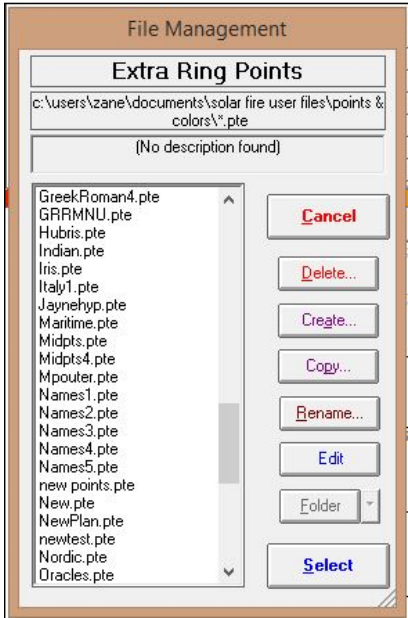 File Management
Extra Ring Points
c:\users\zane\documents\solar fire user files\points &
colors\*.pte
(No description found)
GreekRoman4.pte
GRRMNU.pte
Hubris.pte
Indian.pte
Iris.pte
Italy1.pte
Jaynehyp.pte
Maritime.pte
Midpts.pte
Midpts4.pte
Mpouter.pte
Names1.pte
Names2.pte
Names3.pte
Names4.pte
Names5.pte
new points.pte
New.pte
NewPlan.pte
newtest.pte
Nordic.pte
Oracles.pte
Cancel
Delete...
Create...
Copy...
Rename...
Edit
Folder
Select